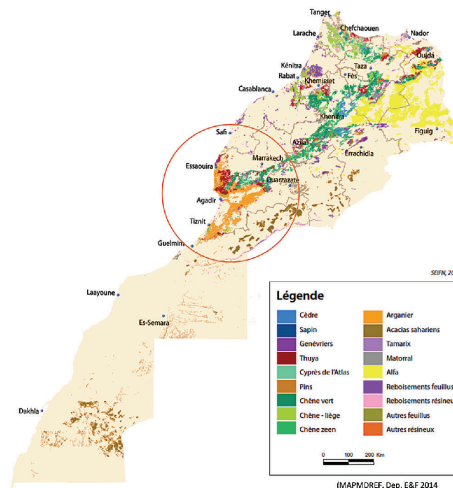 Tanger
Chefchaouen
Larache
Nador
Oujda
Kénitra
Taza
Rabat
Fès
Khemisset
Casablanca
Khenifra
Safi
Figuig
Azilal
Errachidia
Marrakech
Essaouira
Ouarzazate
Agadir
Tiznit
Guelmim
SEIFN, 20
Laayoune
Es-Semara
Dakhla
Légende
Cèdre
Sapin
Genévriers
Thuya
Cyprès de l'Atlas
Pins
Chêne vert
Chêne - liège
Chêne zeen
Arganier
Acacias sahariens
Tamarix
Matorral
Alfa
Reboisements feuillus
Reboisements résineux
Autres feuillus
Autres résineux
0 100 200 Km
(MAPMDREF, Dep. E&F 2014